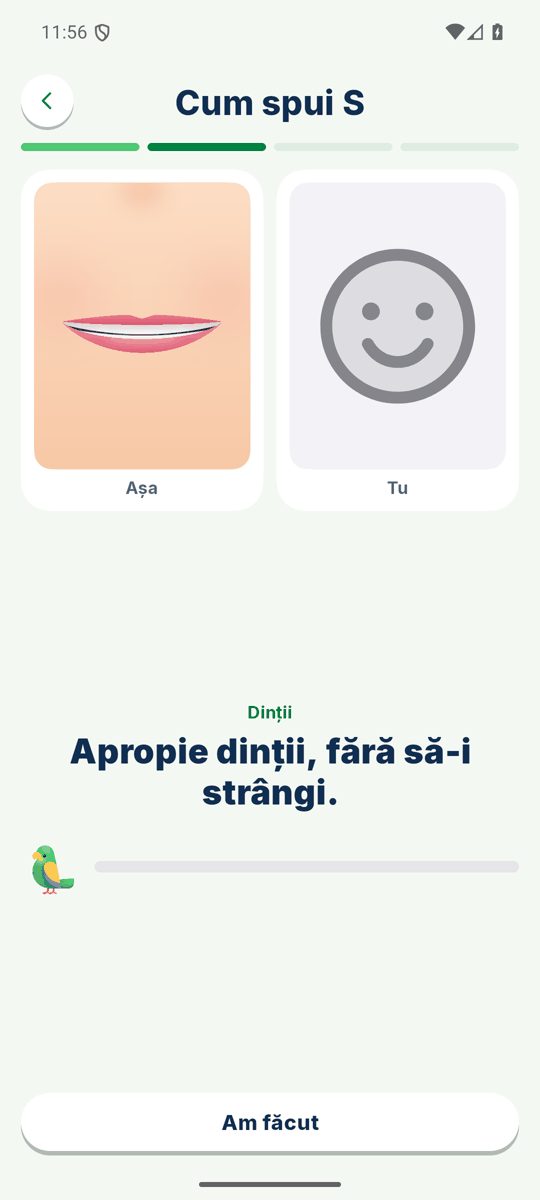 11:56
Cum spui S
Așa
Tu
Dinții
Apropie dinții, fără să-i
strângi.
Am făcut